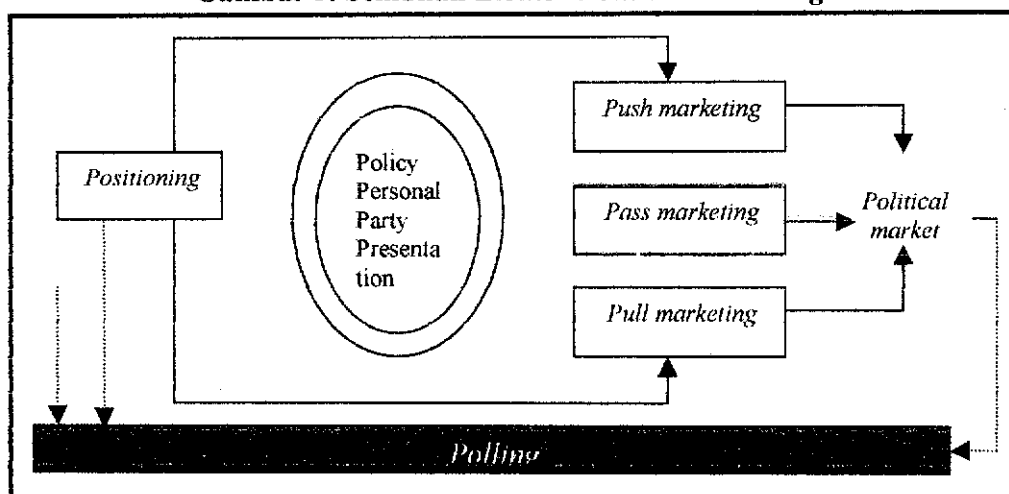 Push marketing
Positioning
Policy
Personal
Party
Presenta
tion
Pass marketing
Political
market
Pull marketing
Polling